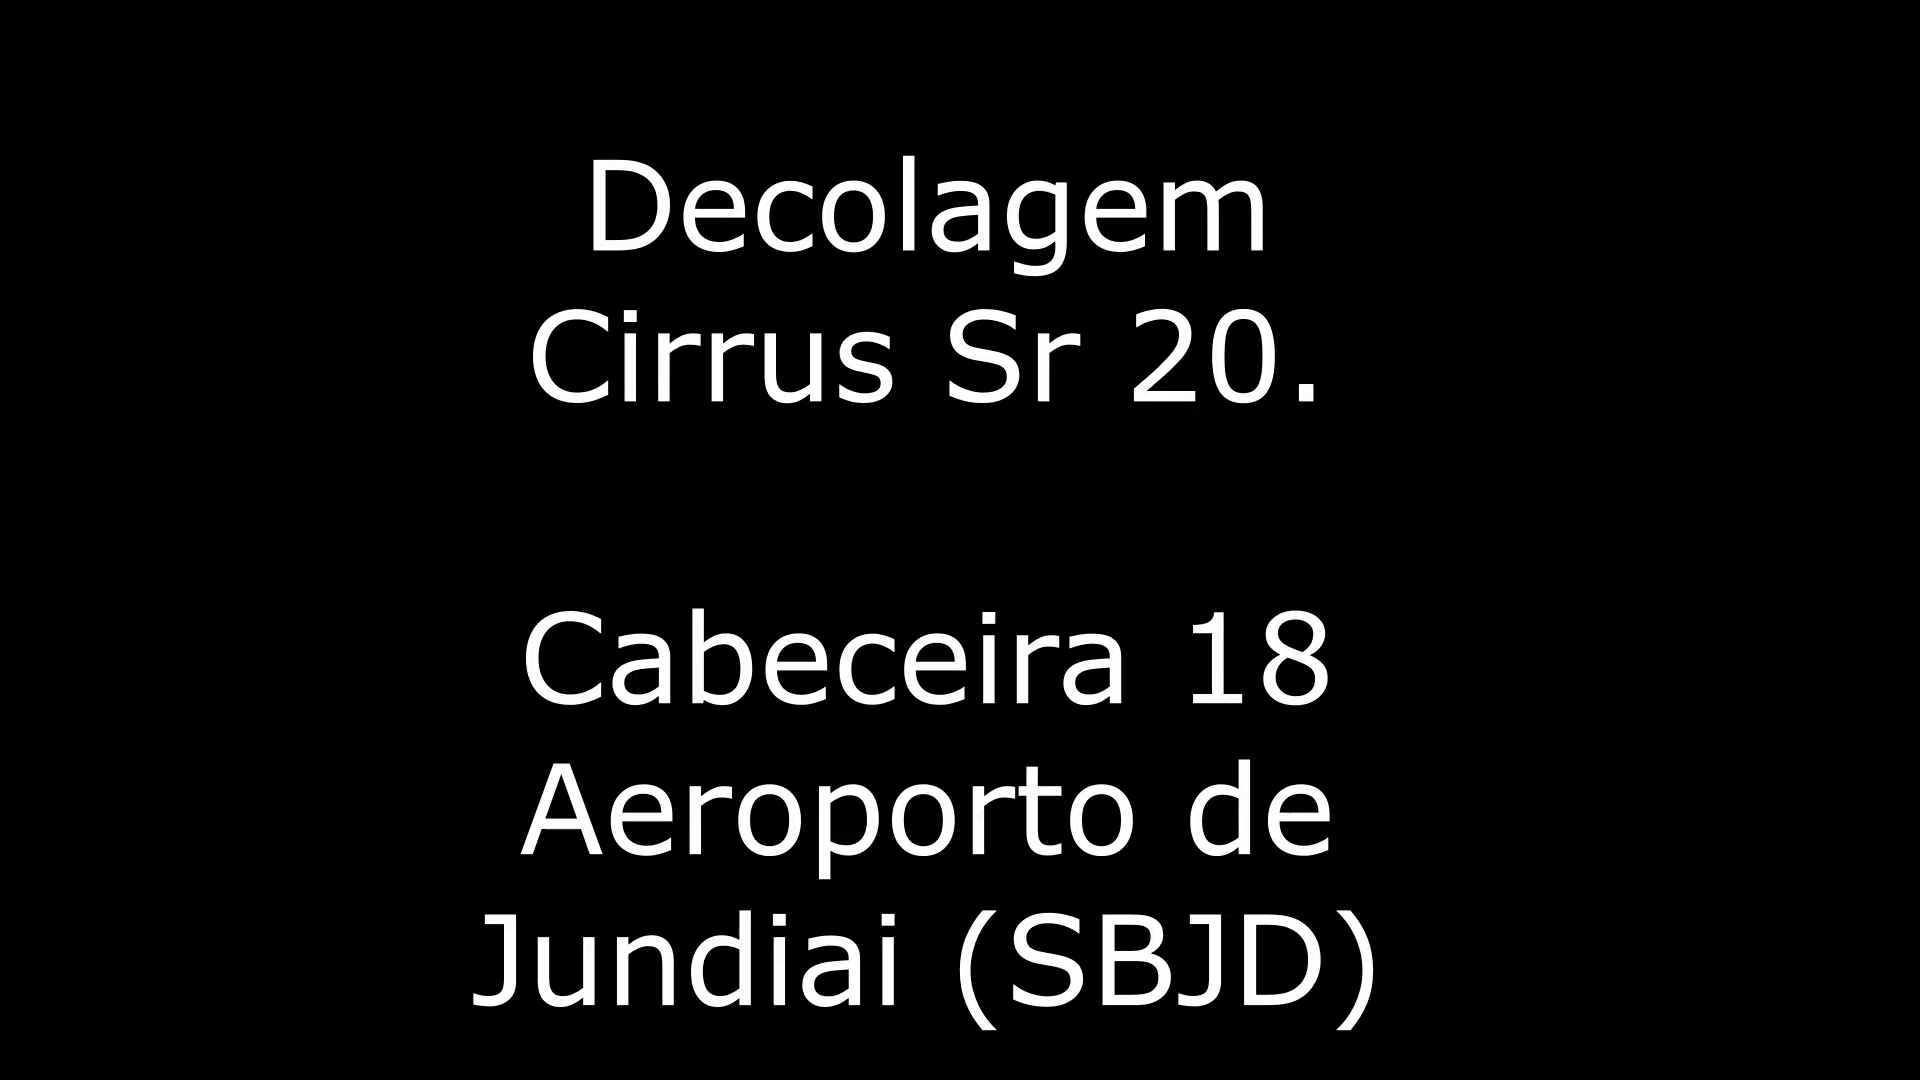 Decolagem
Cirrus Sr 20.
Cabeceira 18
Aeroporto de
Jundiai (SBJD)